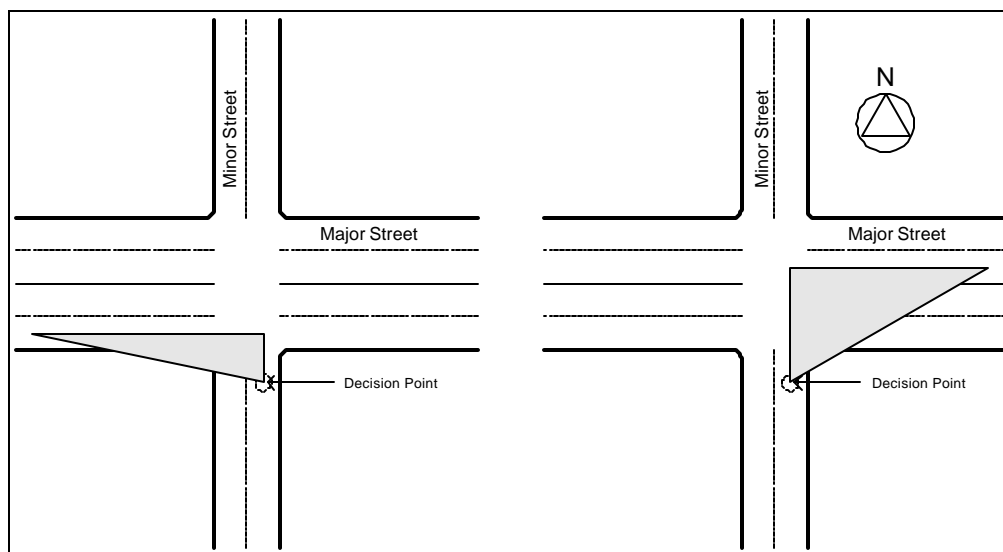 N
Minor Street
Minor Street
Major Street
Major Street
Decision Point
Decision Point